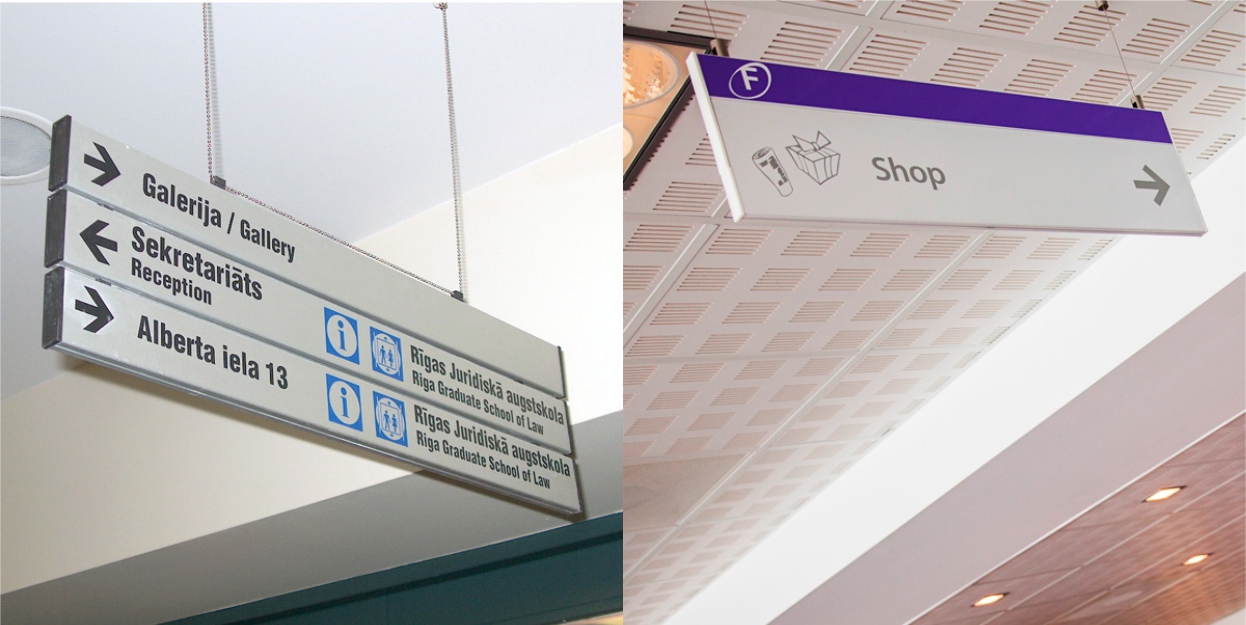 Galerija / Gallery
Sekretariāts
Reception
Rīgas Juridiskā augstskola
Riga Graduate School of Law
Alberta iela 13
Rīgas Juridiskā augstskola
Riga Graduate School of Law
F
Shop